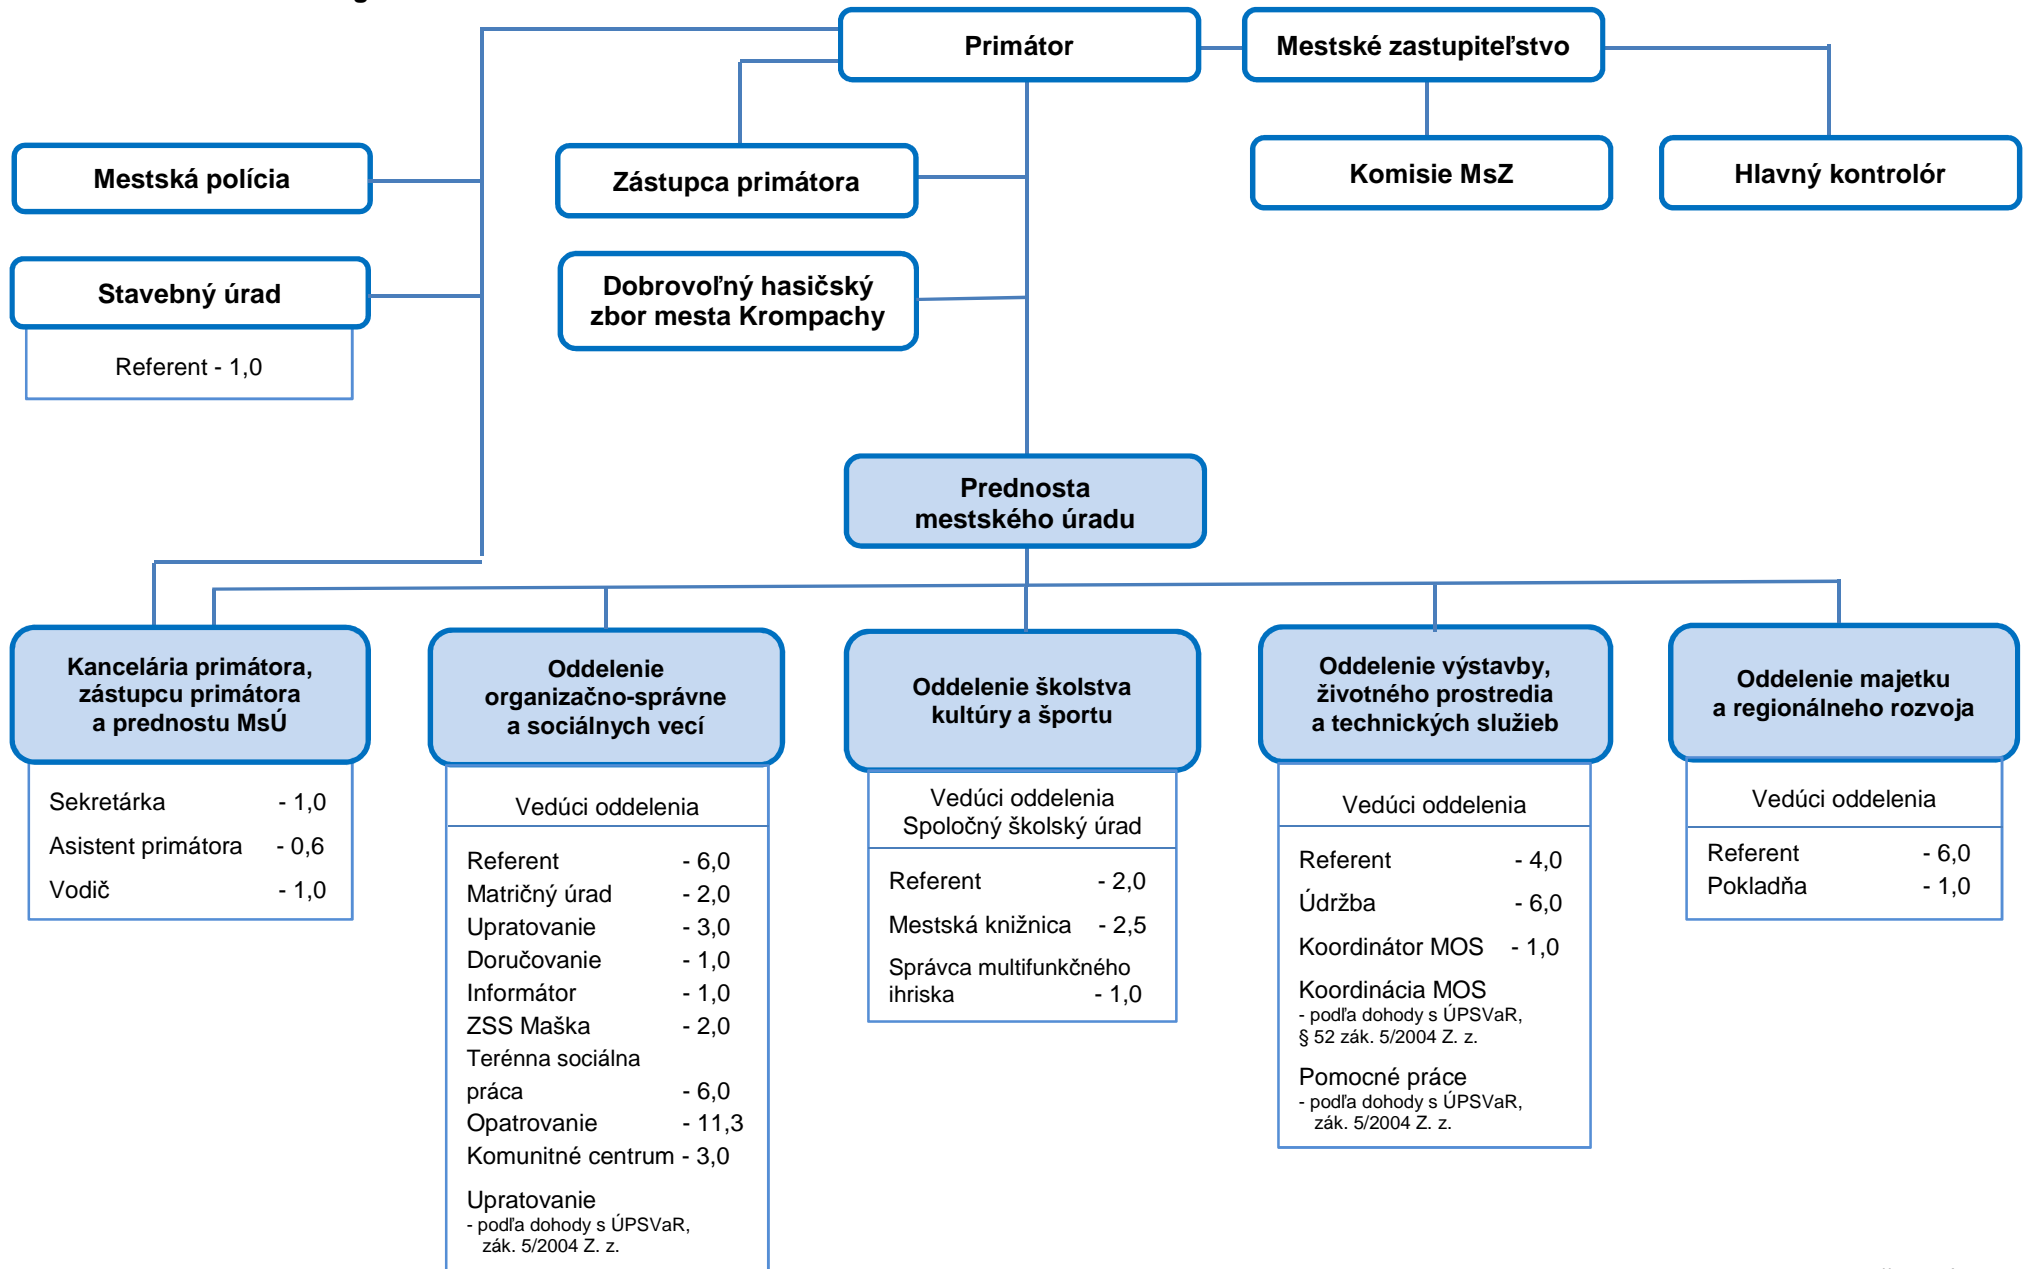 Primátor
Mestské zastupiteľstvo
Mestská polícia
Zástupca primátora
Komisie MsZ
Hlavný kontrolór
Stavebný úrad
Referent - 1,0
Dobrovoľný hasičský
zbor mesta Krompachy
Prednosta
mestského úradu
Kancelária primátora,
zástupcu primátora
a prednostu MsÚ
Sekretárka - 1,0
Asistent primátora - 0,6
Vodič - 1,0
Oddelenie
organizačno-správne
a sociálnych vecí
Vedúci oddelenia
Referent - 6,0
Matričný úrad - 2,0
Upratovanie - 3,0
Doručovanie - 1,0
Informátor - 1,0
ZSS Maška - 2,0
Terénna sociálna
práca - 6,0
Opatrovanie - 11,3
Komunitné centrum - 3,0
Upratovanie
- podľa dohody s ÚPSVaR,
zák. 5/2004 Z. z.
Oddelenie školstva
kultúry a športu
Vedúci oddelenia
Spoločný školský úrad
Referent - 2,0
Mestská knižnica - 2,5
Správca multifunkčného
ihriska - 1,0
Oddelenie výstavby,
životného prostredia
a technických služieb
Vedúci oddelenia
Referent - 4,0
Údržba - 6,0
Koordinátor MOS - 1,0
Koordinácia MOS
- podľa dohody s ÚPSVaR,
§ 52 zák. 5/2004 Z. z.
Pomocné práce
- podľa dohody s ÚPSVaR,
zák. 5/2004 Z. z.
Oddelenie majetku
a regionálneho rozvoja
Vedúci oddelenia
Referent - 6,0
Pokladňa - 1,0